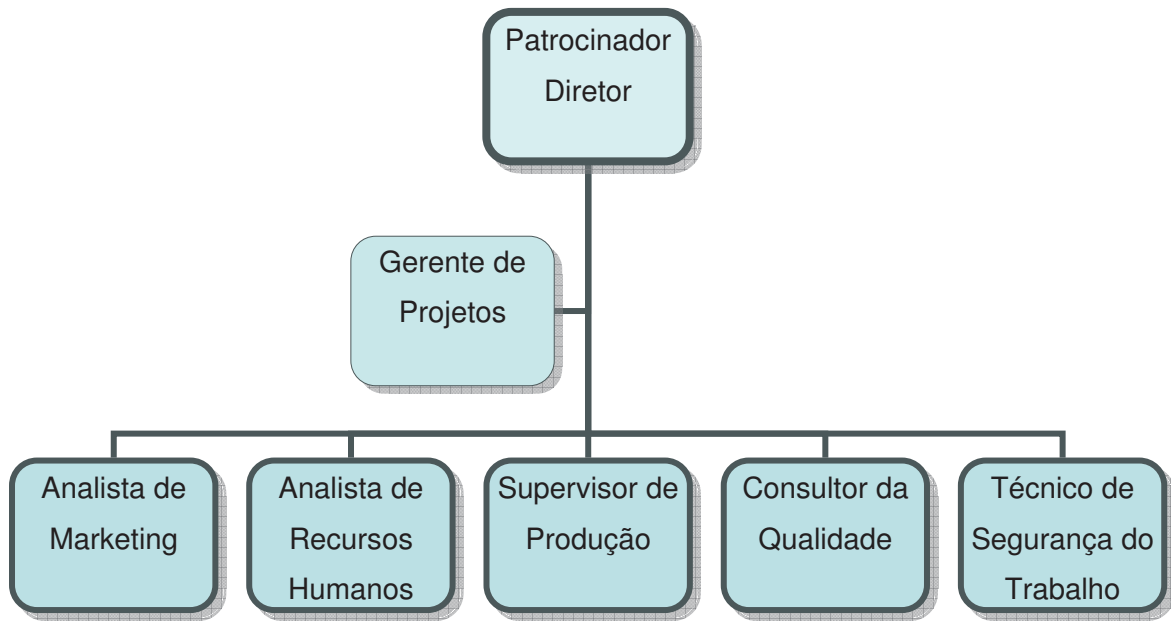 Patrocinador
Diretor
Gerente de
Projetos
Analista de
Marketing
Analista de
Recursos
Humanos
Supervisor de
Produção
Consultor da
Qualidade
Técnico de
Segurança do
Trabalho